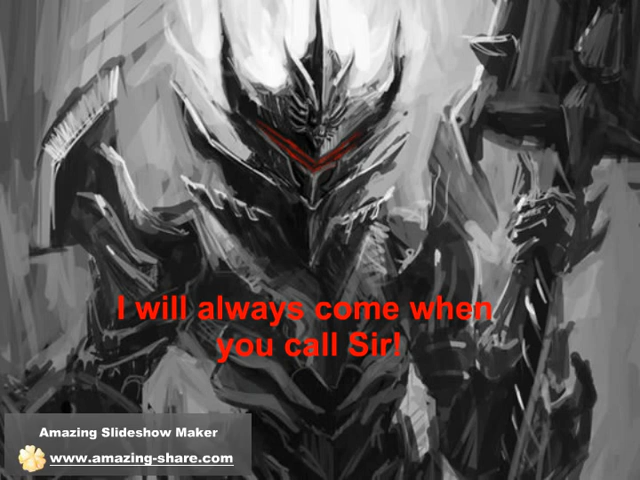 I will always come when
you call Sir!
Amazing Slideshow Maker
www.amazing-share.com